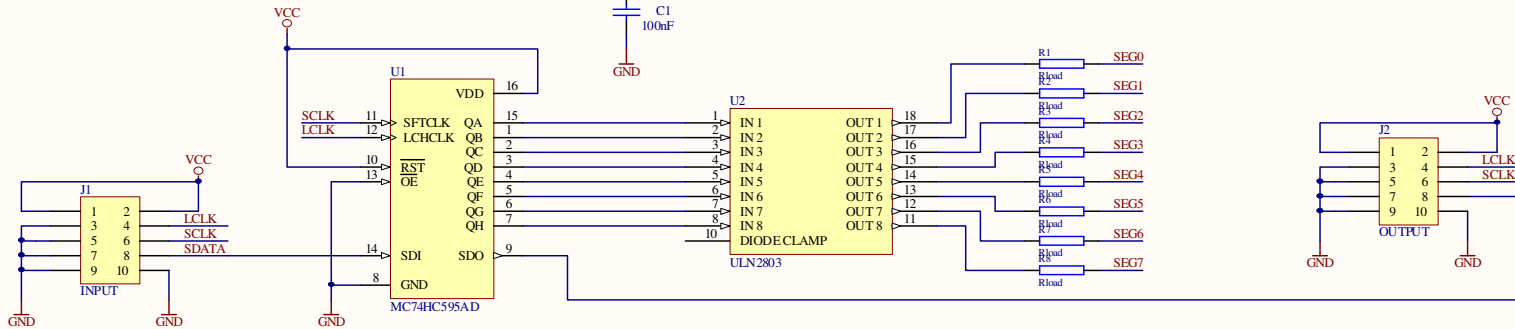 VCC
C1
100nF
GND
U1
VDD 16
SCLK 11 SFTCLK QA 15
LCLK 12 LCHCLK QB 1
QC 2
10 RST QD 3
13 OE QE 4
QF 5
QG 6
QH 7
14 SDI SDO 9
8 GND
MC74HC595AD
GND
VCC
J1
1 2
3 4 LCLK
5 6 SCLK
7 8 SDATA
9 10
INPUT
GND
GND
U2
1 IN 1 OUT 1 18
2 IN 2 OUT 2 17
3 IN 3 OUT 3 16
4 IN 4 OUT 4 15
5 IN 5 OUT 5 14
6 IN 6 OUT 6 13
7 IN 7 OUT 7 12
8 IN 8 OUT 8 11
10 DIODE CLAMP
ULN2803
R1 SEG0
Rload
R2 SEG1
Rload
R3 SEG2
Rload
R4 SEG3
Rload
R5 SEG4
Rload
R6 SEG5
Rload
R7 SEG6
Rload
R8 SEG7
Rload
VCC
J2
1 2
3 4 LCLK
5 6 SCLK
7 8
9 10
OUTPUT
GND
GND